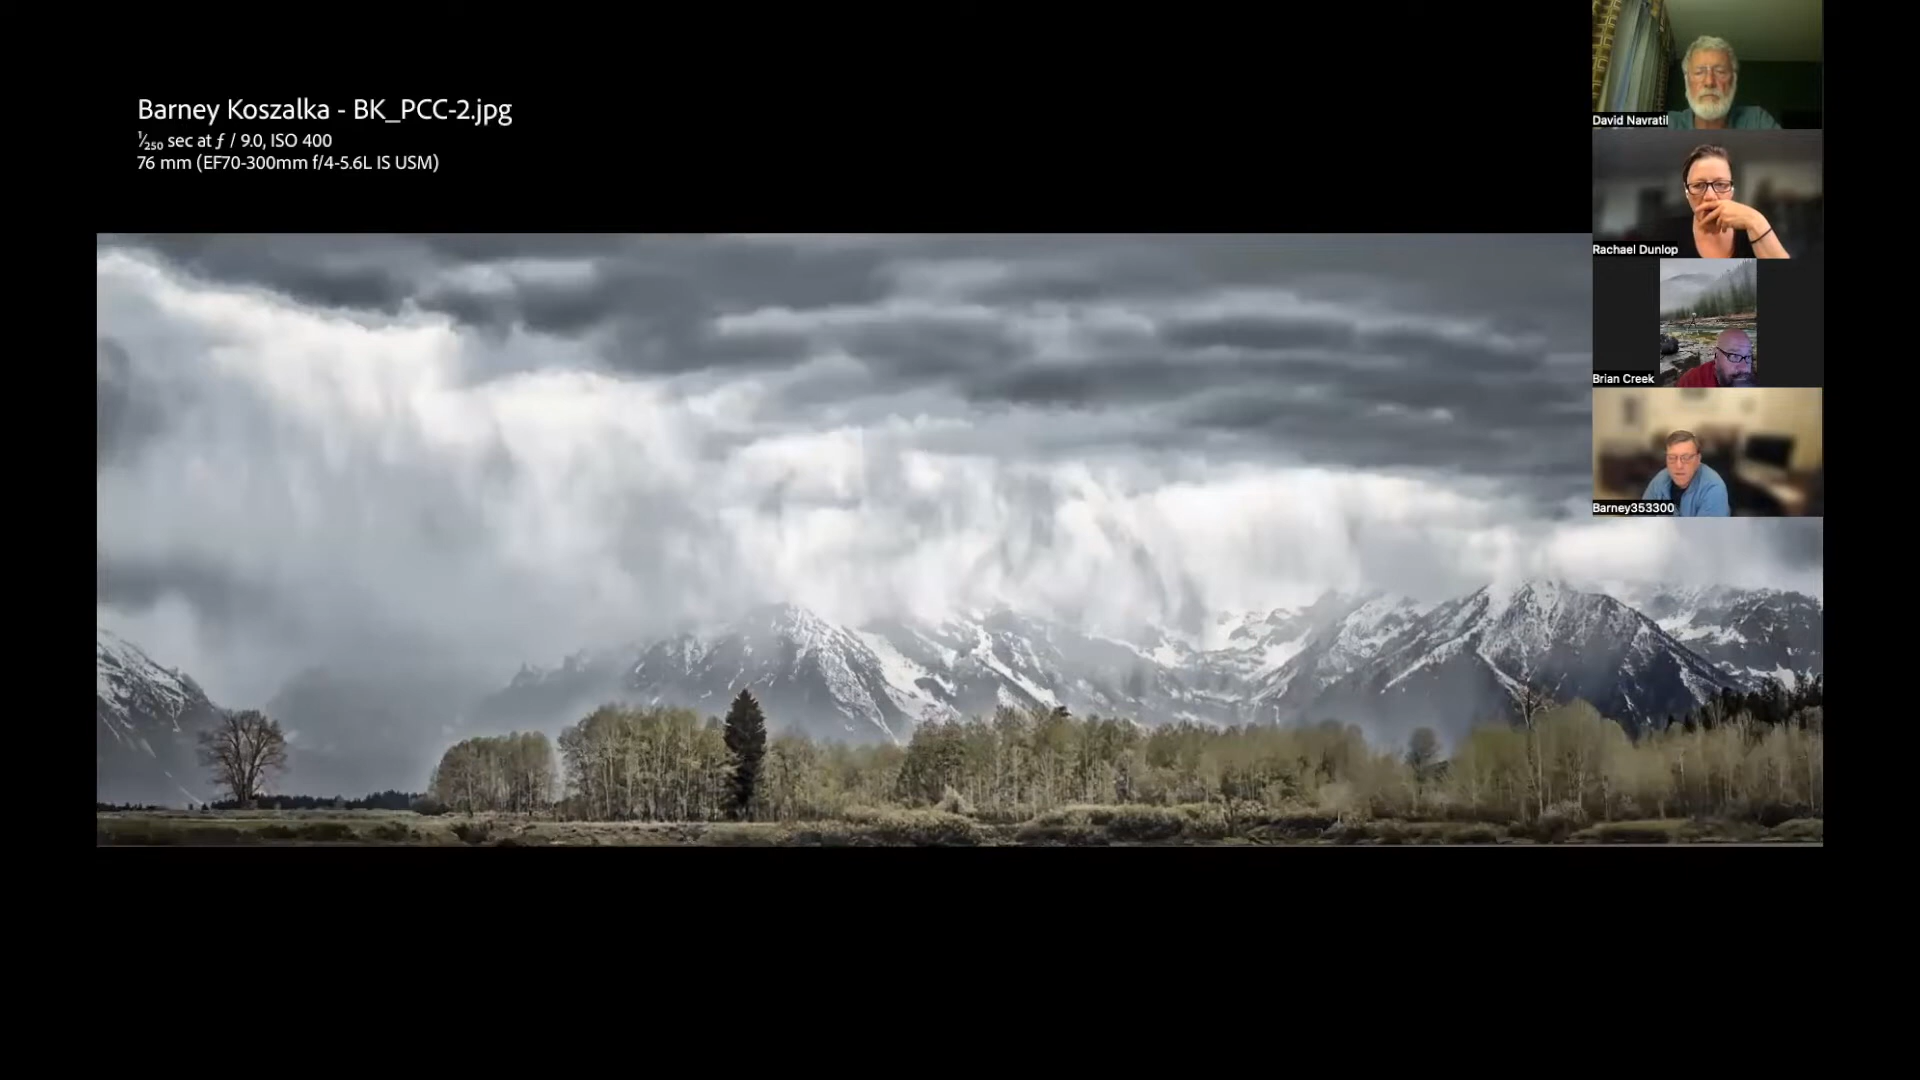 Barney Koszalka - BK_PCC-2.jpg
1/250 sec at ƒ / 9.0, ISO 400
76 mm (EF70-300mm f/4-5.6L IS USM)
David Navratil
Rachael Dunlop
Brian Creek
Barney353300